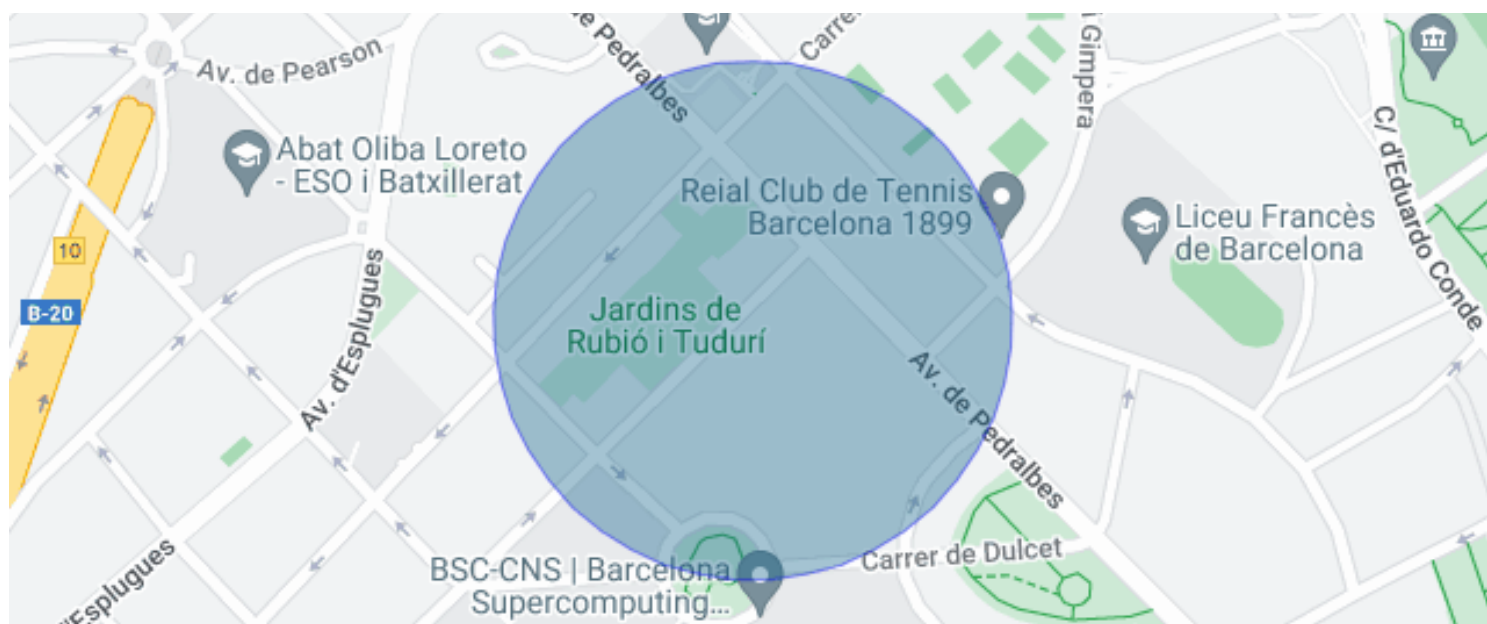 Av. de Pearson
de Pedralbes
Carre
Gimpera
Abat Oliba Loreto
- ESO i Batxillerat
Reial Club de Tennis
Barcelona 1899
Liceu Francès
de Barcelona
C/ d'Eduardo Conde
10
B-20
Av. d'Esplugues
Jardins de
Rubió i Tudurí
Av. de Pedralbes
BSC-CNS | Barcelona
Supercomputing...
Carrer de Dulcet
d'Esplugues